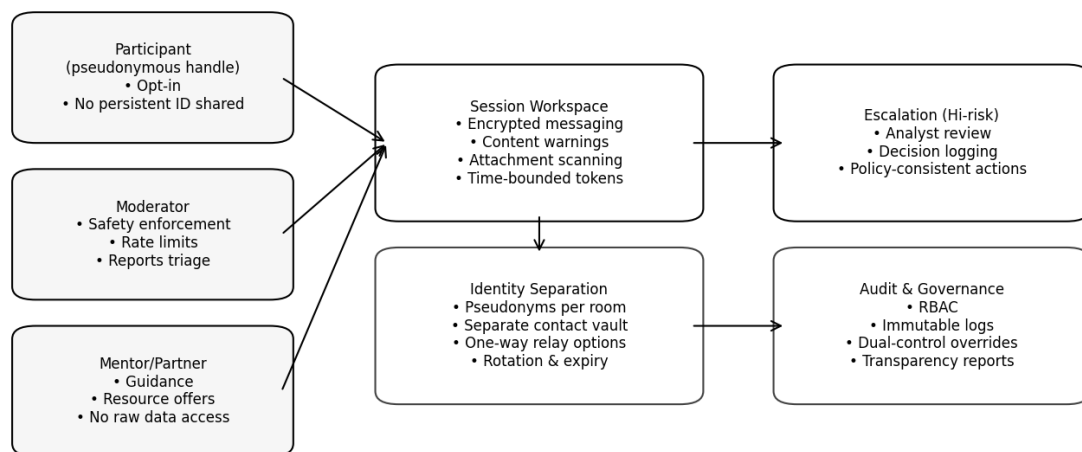 Participant
(pseudonymous handle)
• Opt-in
• No persistent ID shared
Moderator
• Safety enforcement
• Rate limits
• Reports triage
Mentor/Partner
• Guidance
• Resource offers
• No raw data access
Session Workspace
• Encrypted messaging
• Content warnings
• Attachment scanning
• Time-bounded tokens
Identity Separation
• Pseudonyms per room
• Separate contact vault
• One-way relay options
• Rotation & expiry
Escalation (Hi-risk)
• Analyst review
• Decision logging
• Policy-consistent actions
Audit & Governance
• RBAC
• Immutable logs
• Dual-control overrides
• Transparency reports